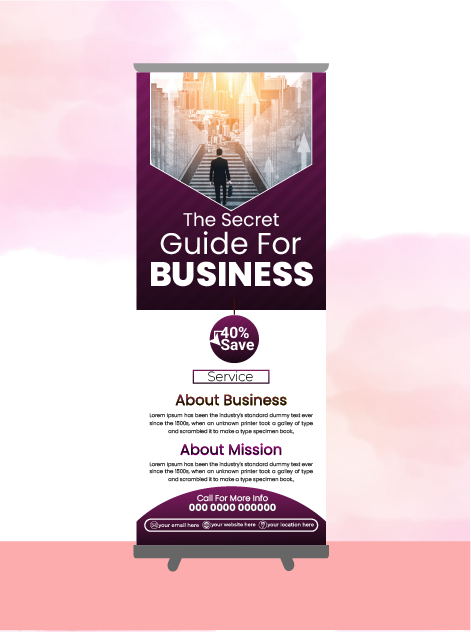 The Secret
Guide For
BUSINESS
40%
Save
Service
About Business
Lorem ipsum has been the industry's standard dummy text ever
since the 1500s, when an unknown printer took a galley of type
and scrambled it to make a type specimen book,
About Mission
Lorem ipsum has been the industry's standard dummy text ever
since the 1500s, when an unknown printer took a galley of type
and scrambled it to make a type specimen book,
Call For More Info
000 0000 000000
your email here your website here your location here